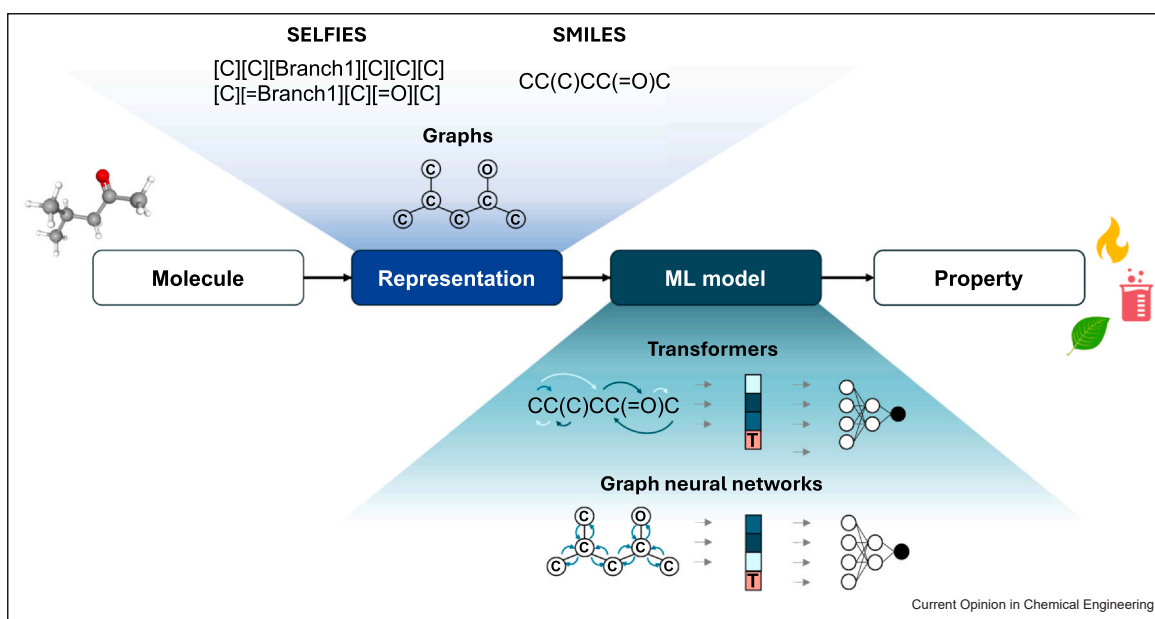 SELFIES
SMILES
[C][C][Branch1][C][C][C]
[C][=Branch1][C][=O][C]
CC(C)CC(=O)C
Graphs
C O
C C
C C C
Molecule
Representation
ML model
Property
Transformers
CC(C)CC(=O)C
T
Graph neural networks
C O
C C
C C C
T
Current Opinion in Chemical Engineering